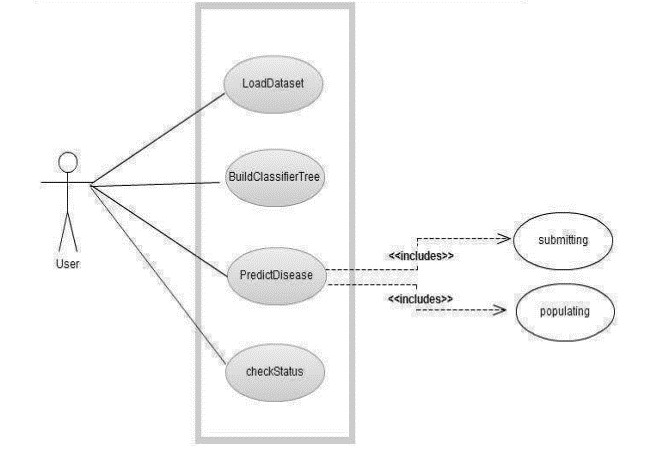 LoadDataset
BuildClassifierTree
User
PredictDisease
<<includes>>
submitting
<<includes>>
populating
checkStatus